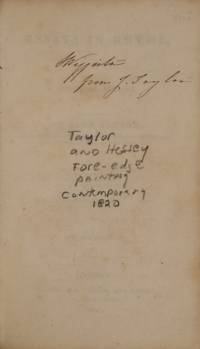 from J. Taylor
Taylor
AND Hessey
Fore-edge
PAINTING
Contemporary
1820